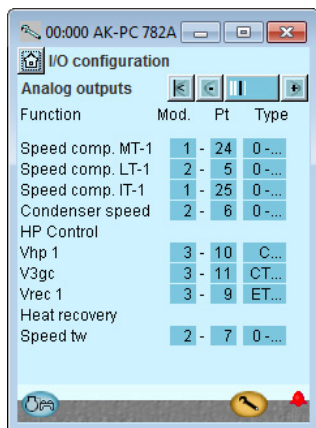 00:000 AK-PC 782A
I/O configuration
Analog outputs
Function Mod. Pt Type
Speed comp. MT-1 1 - 24 0 -...
Speed comp. LT-1 2 - 5 0 -...
Speed comp. IT-1 1 - 25 0 -...
Condenser speed 2 - 6 0 -...
HP Control
Vhp 1 3 - 10 C...
V3gc 3 - 11 CT...
Vrec 1 3 - 9 ET...
Heat recovery
Speed tw 2 - 7 0 -...